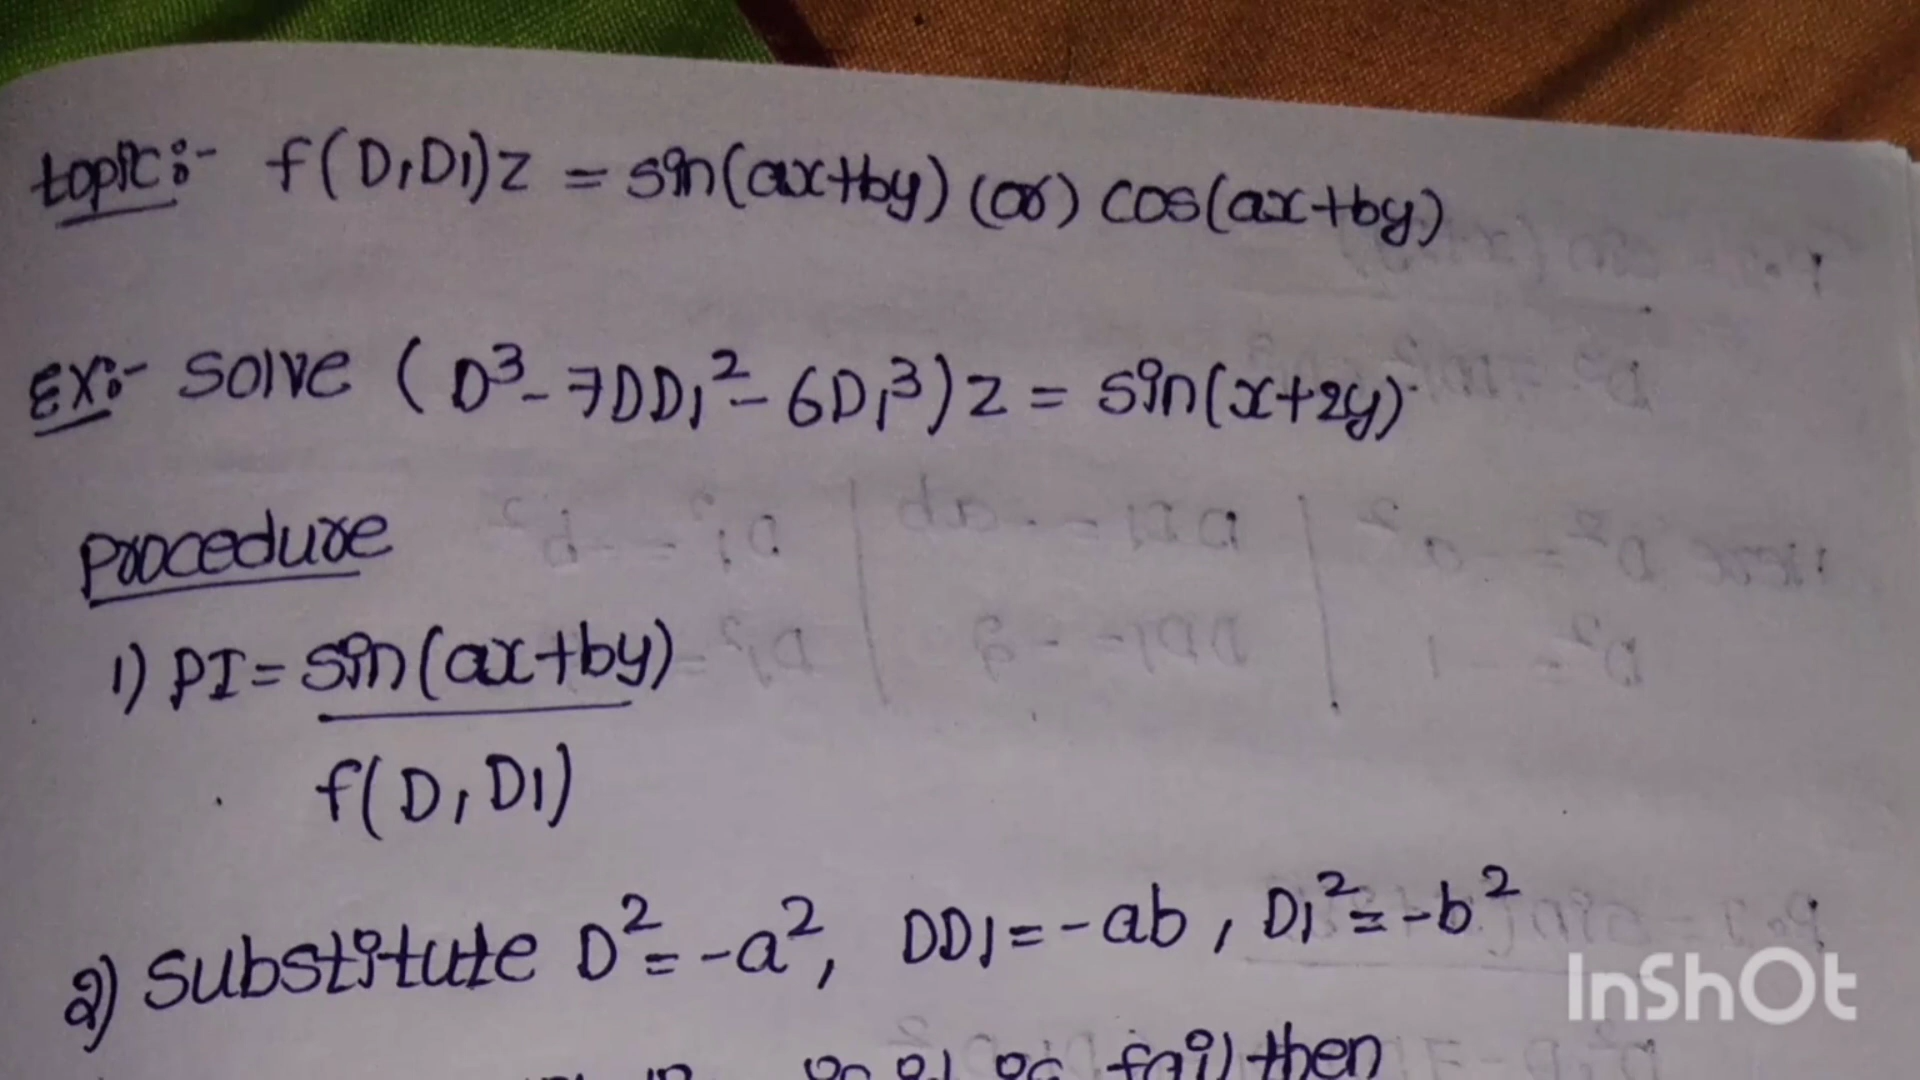 topic:- f(D,D1)z = sin(ax+by) (or) cos(ax+by)
Ex:- solve (D³-7DD1²-6D1³)z = sin(x+2y)
Procedure
1) PI = sin(ax+by)
f(D,D1)
2) substitute D²=-a², DD1=-ab, D1²=-b²
fail then
InShOt